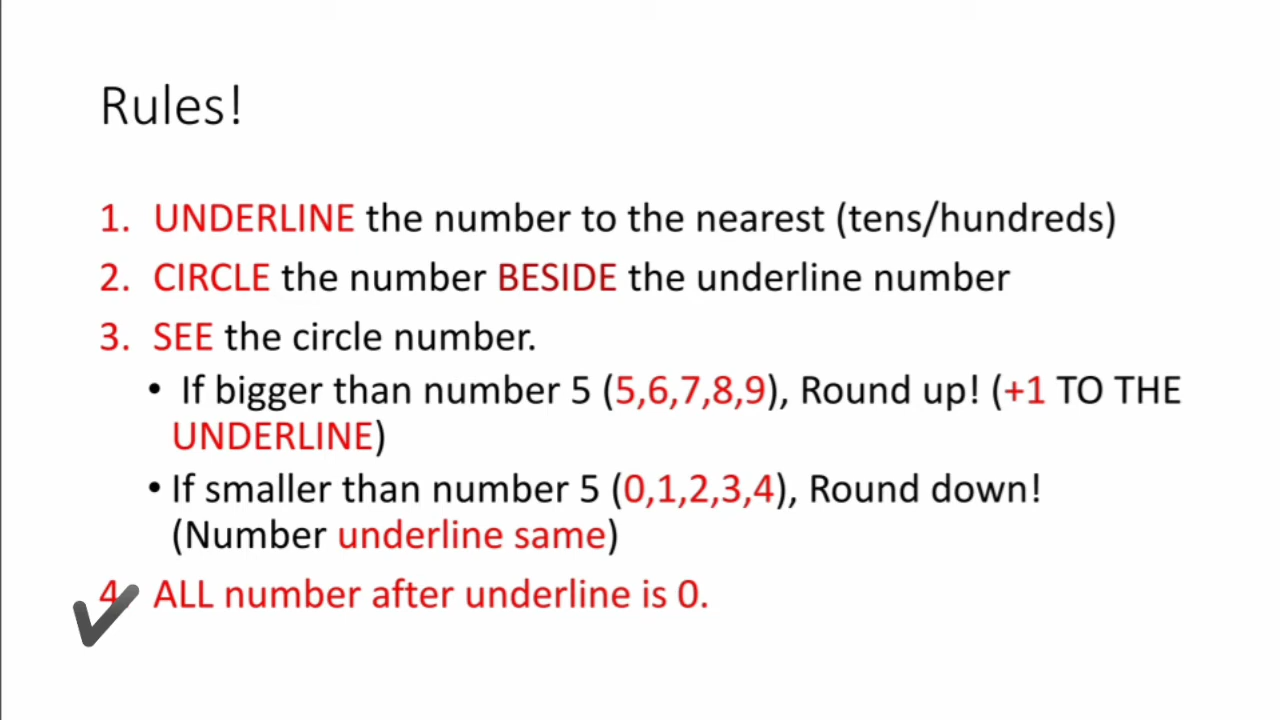 Rules!
1. UNDERLINE the number to the nearest (tens/hundreds)
2. CIRCLE the number BESIDE the underline number
3. SEE the circle number.
• If bigger than number 5 (5,6,7,8,9), Round up! (+1 TO THE
UNDERLINE)
• If smaller than number 5 (0,1,2,3,4), Round down!
(Number underline same)
4. ALL number after underline is 0.